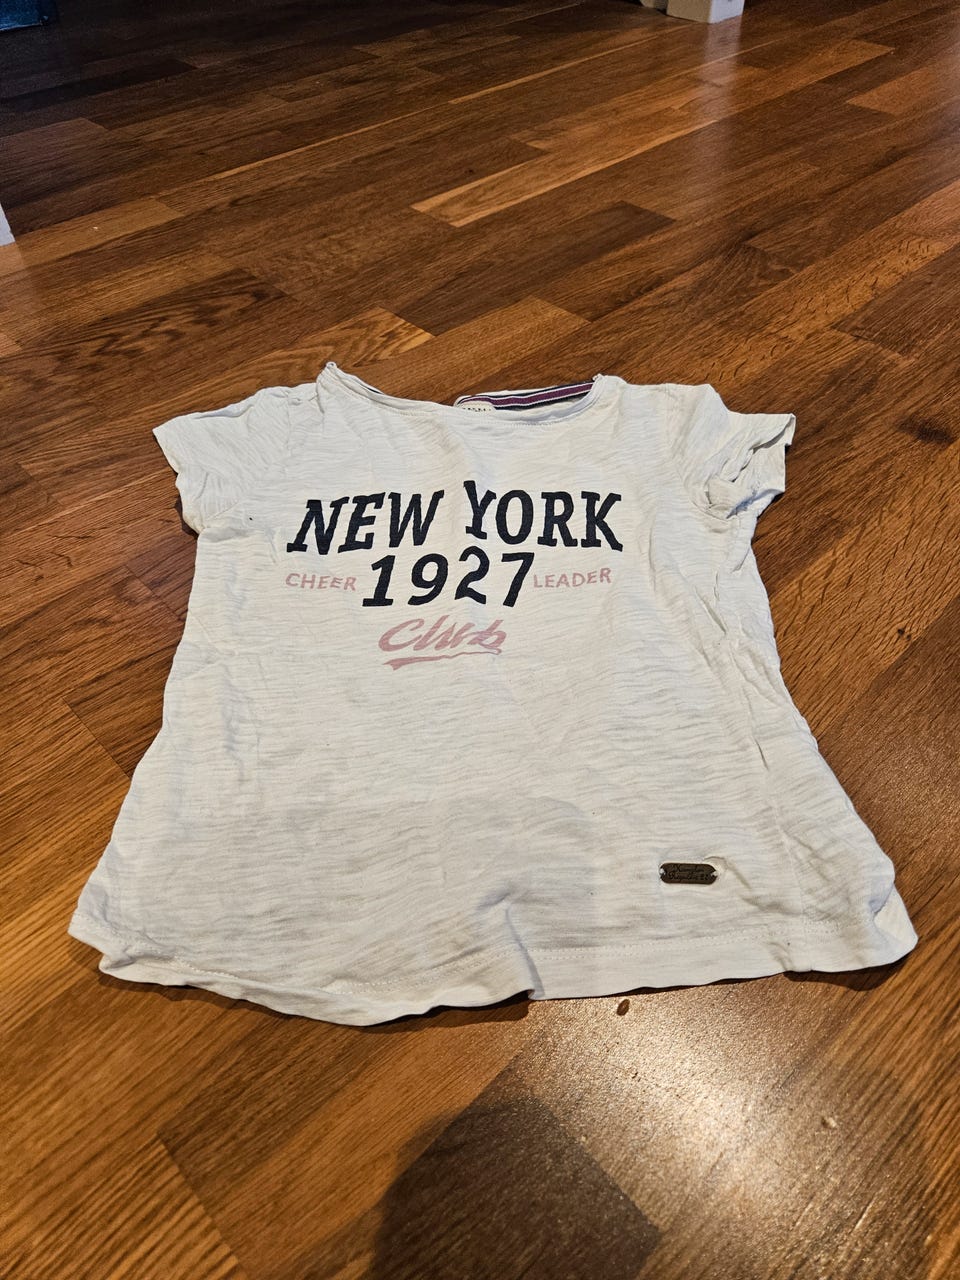 NEW YORK
CHEER 1927 LEADER
Club